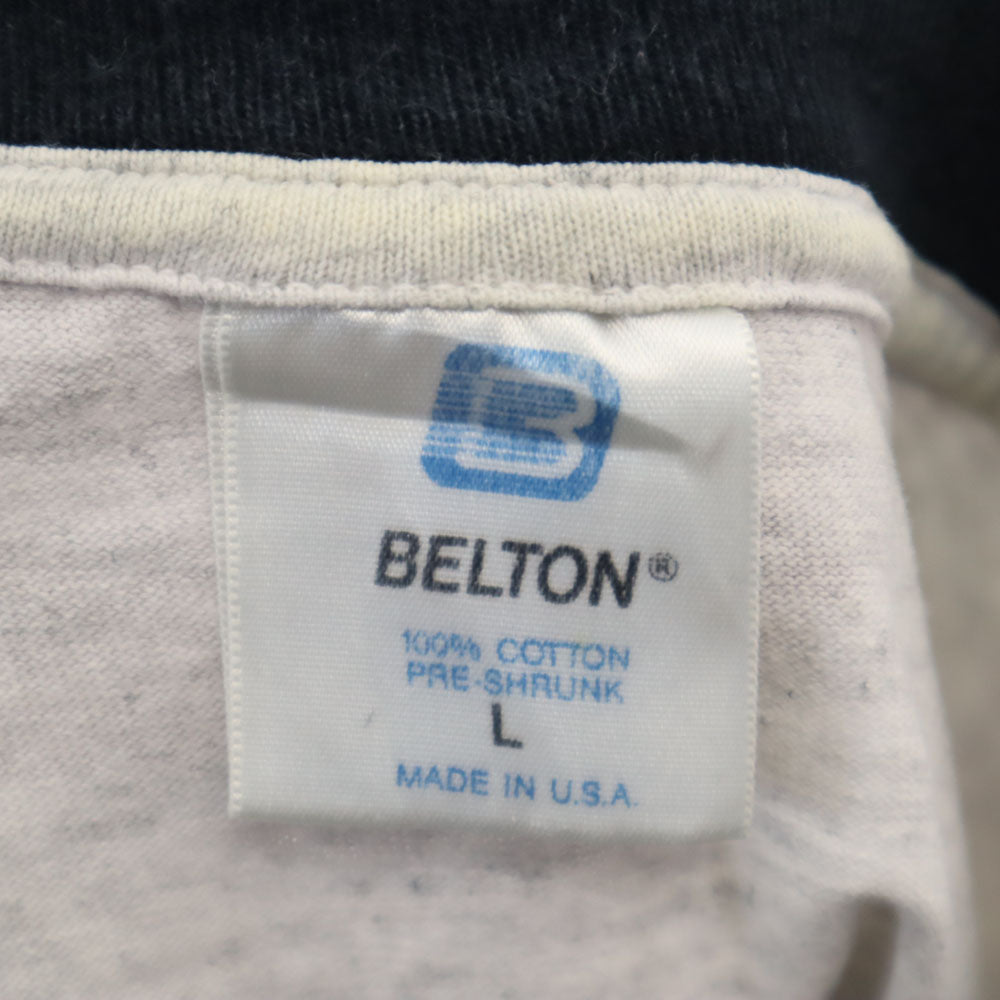 B
BELTON®
100% COTTON
PRE-SHRUNK
L
MADE IN U.S.A.